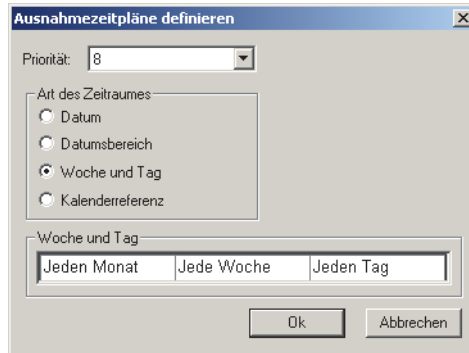 Ausnahmezeitpläne definieren
Priorität: 8
Art des Zeitraumes
Datum
Datumsbereich
Woche und Tag
Kalenderreferenz
Woche und Tag
Jeden Monat Jede Woche Jeden Tag
Ok Abbrechen